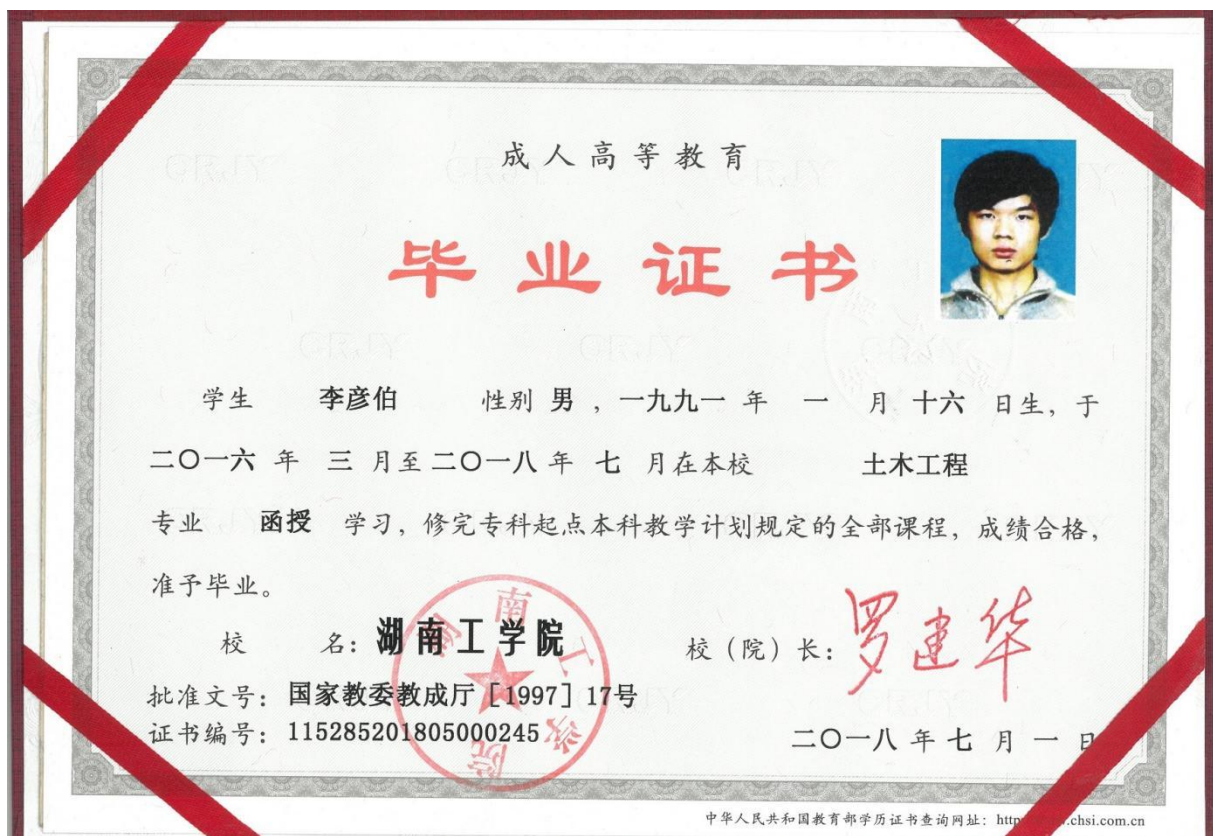 成人高等教育
毕业证书
学生 李彦伯 性别 男 ，一九九一 年 一 月 十六 日生，于
二〇一六 年 三 月至 二〇一八 年 七 月在本校 土木工程
专业 函授 学习，修完专科起点本科教学计划规定的全部课程，成绩合格，
准予毕业。
校 名：湖南工学院 校（院）长：罗建华
湖南工学院
批准文号：国家教委教成厅［1997］17号
证书编号：115285201805000245
二〇一八 年 七 月 一 日
中华人民共和国教育部学历证书查询网址：chsi.com.cn